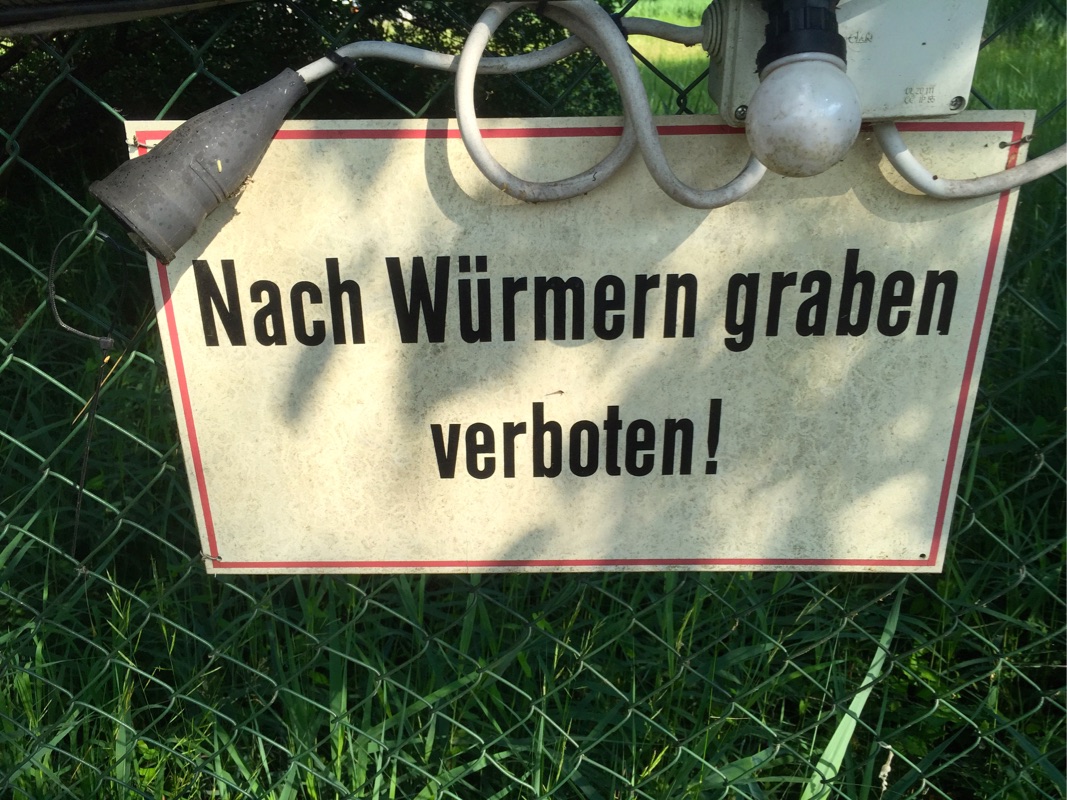 Nach Würmern graben
verboten!